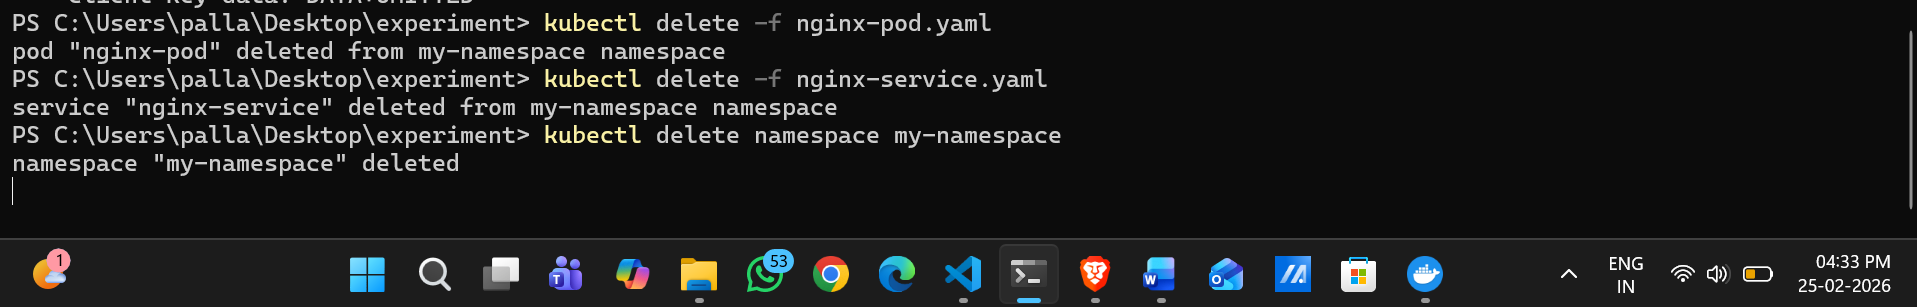 PS C:\Users\palla\Desktop\experiment> kubectl delete -f nginx-pod.yaml
pod "nginx-pod" deleted from my-namespace namespace
PS C:\Users\palla\Desktop\experiment> kubectl delete -f nginx-service.yaml
service "nginx-service" deleted from my-namespace namespace
PS C:\Users\palla\Desktop\experiment> kubectl delete namespace my-namespace
namespace "my-namespace" deleted
1
53
ENG
IN
04:33 PM
25-02-2026